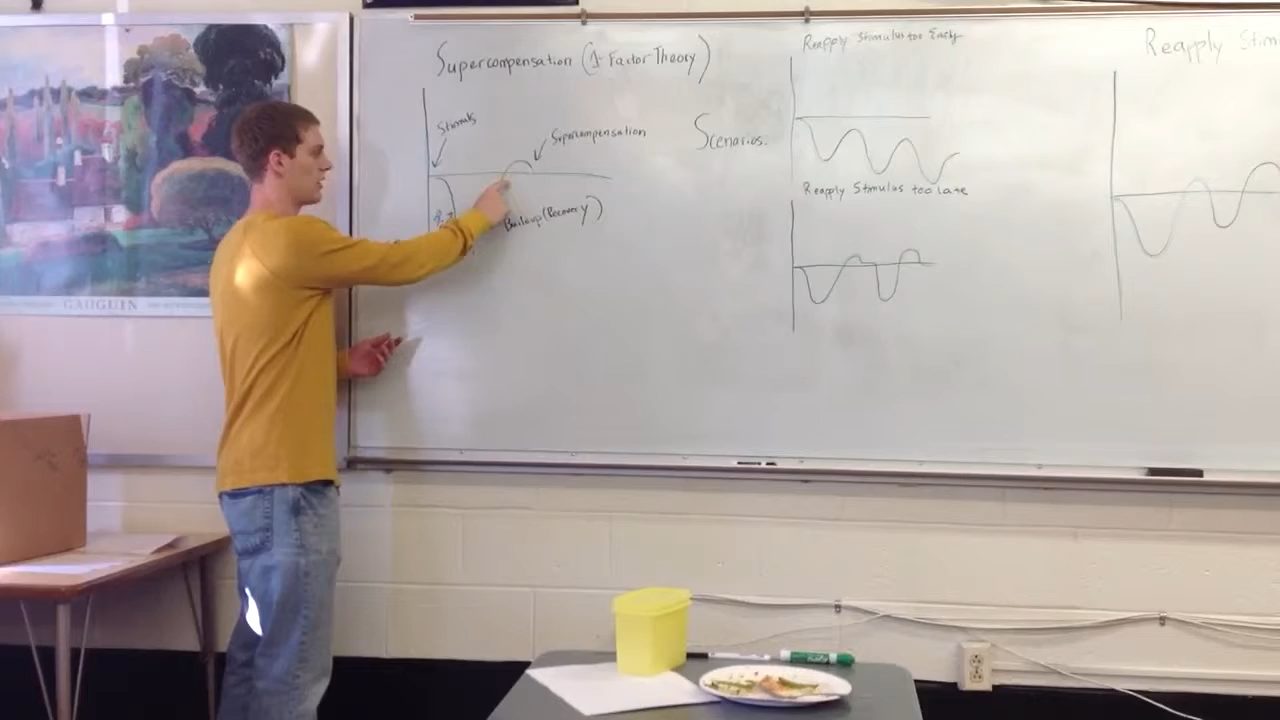 Supercompensation (1 Factor Theory)
Stimulus
Supercompensation
Buildup (Recovery)
Scenarios:
Reapply Stimulus too Early
Reapply Stimulus too late
Reapply Stim
GAUGUIN